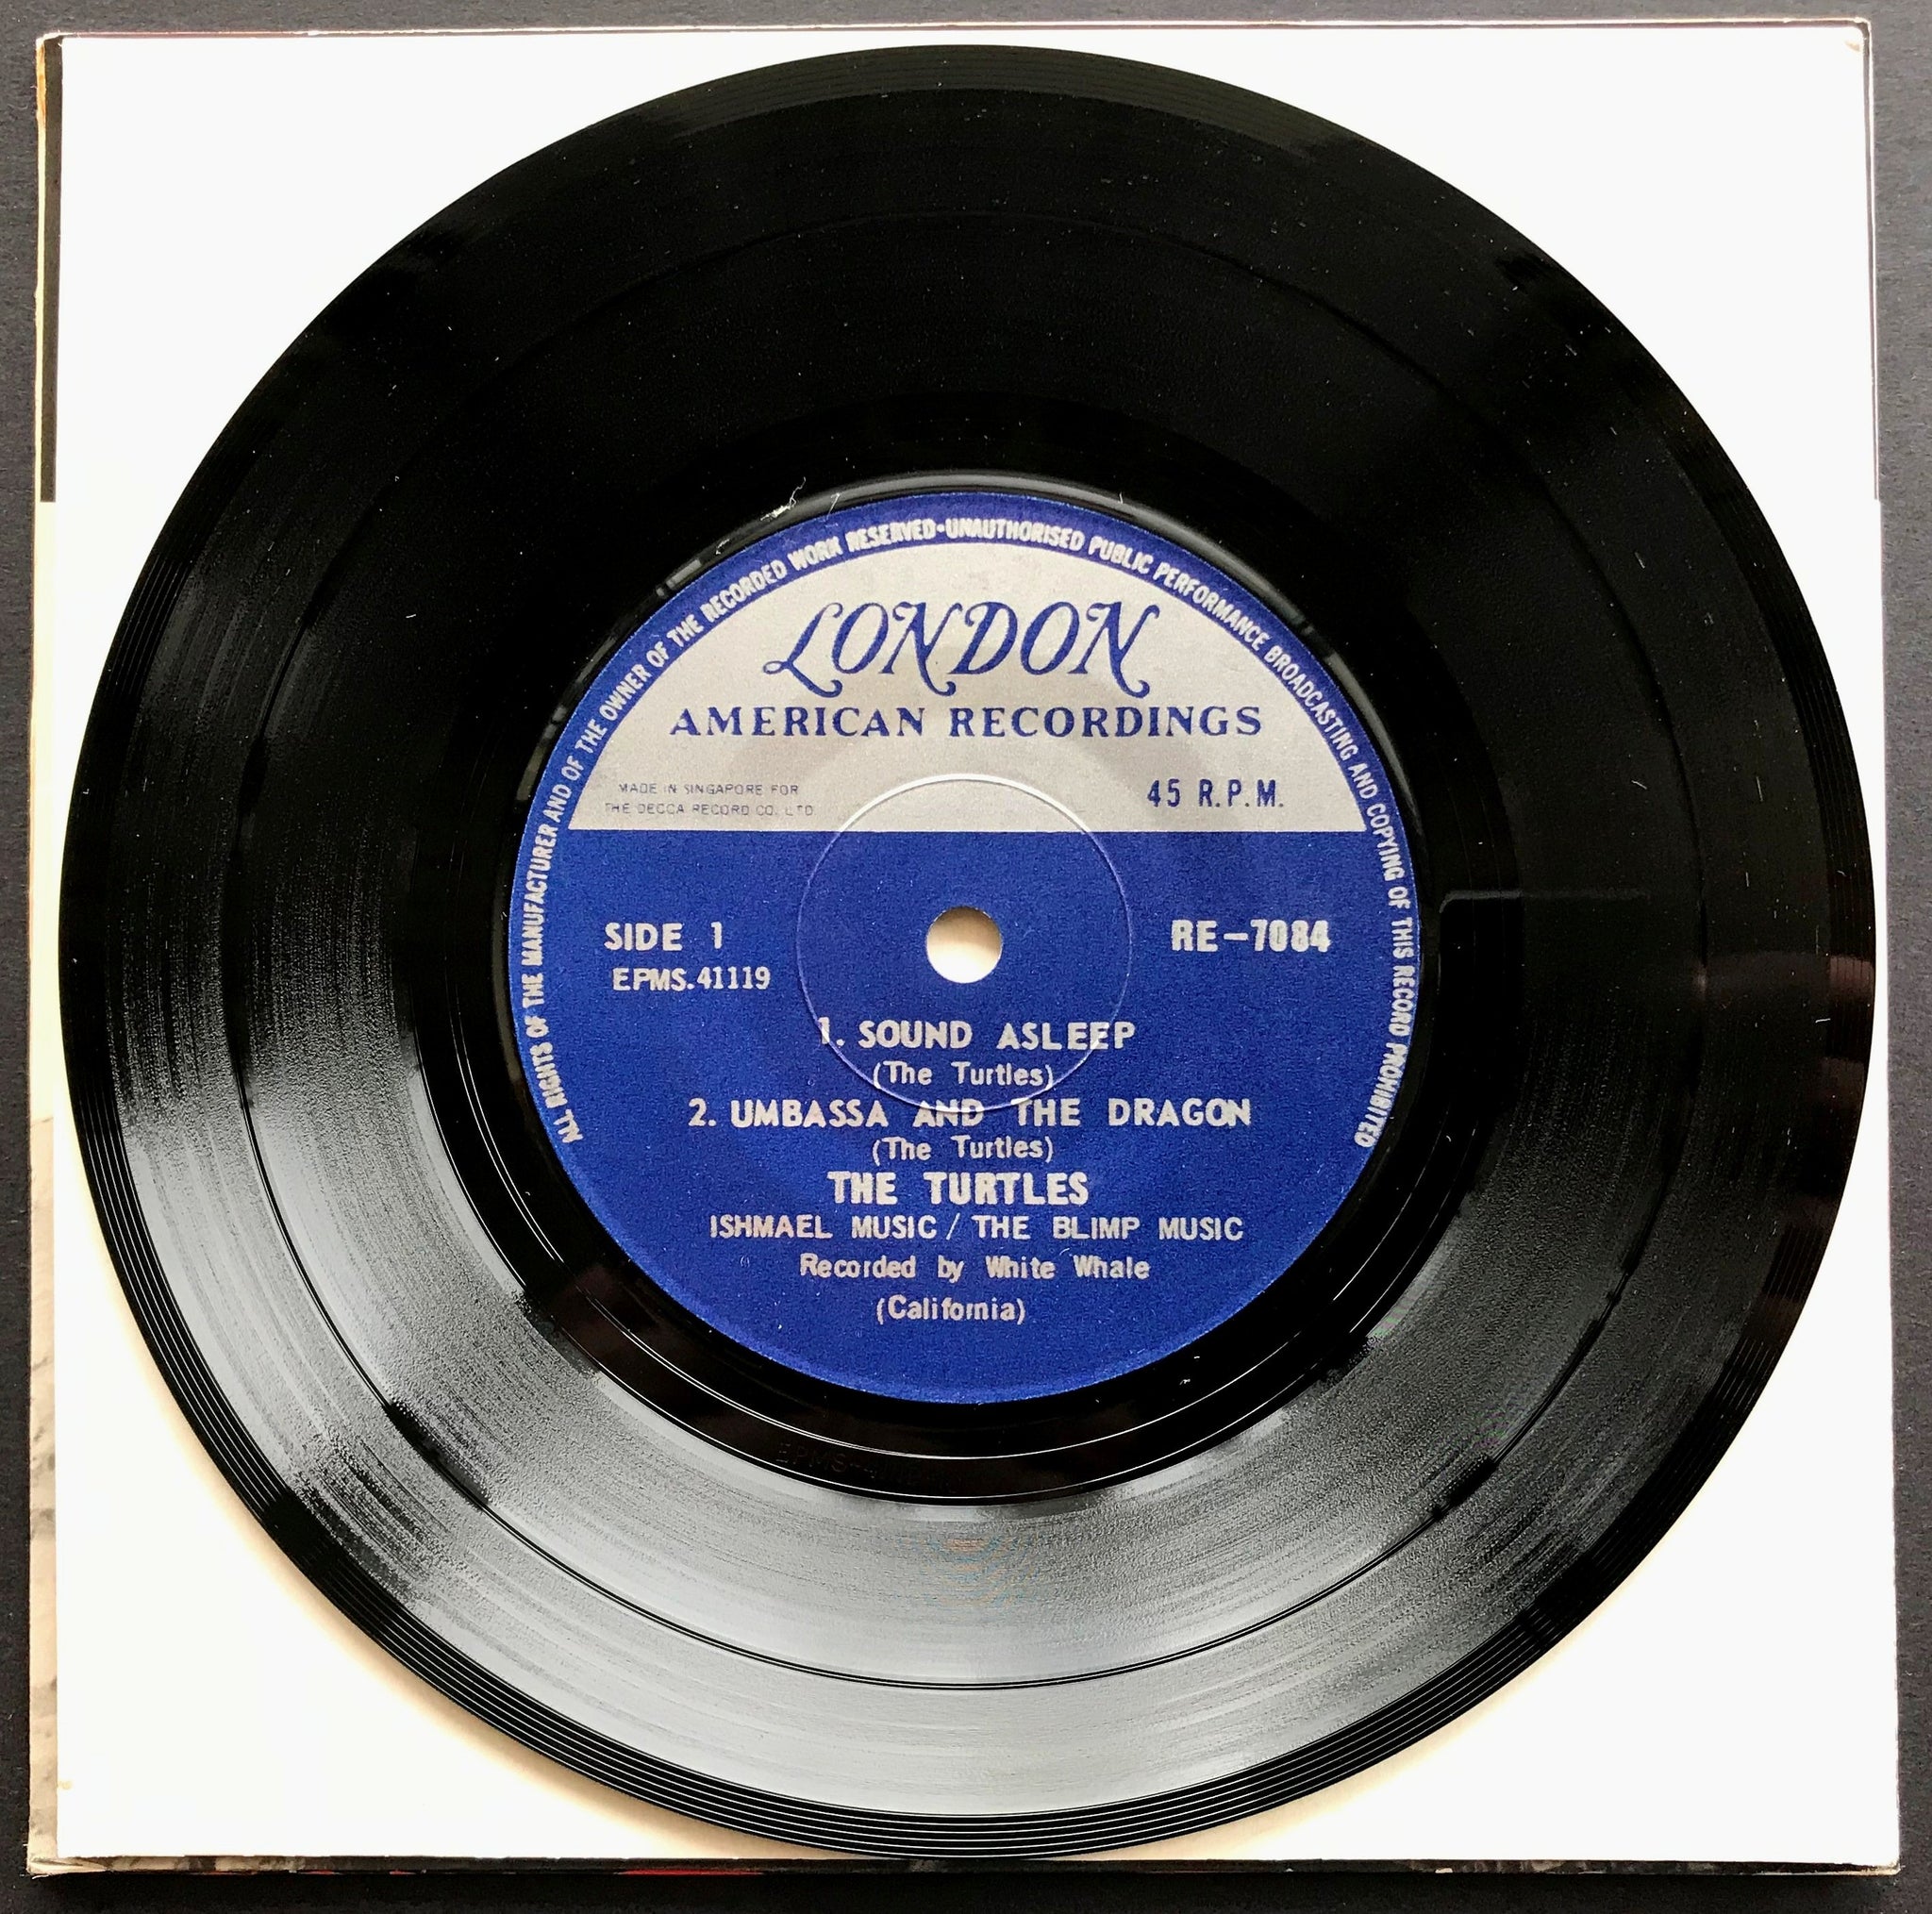 ALL RIGHTS OF THE MANUFACTURER AND OF THE OWNER OF THE RECORDED WORK RESERVED•UNAUTHORISED PUBLIC PERFORMANCE BROADCASTING AND COPYING OF THIS RECORD PROHIBITED
LONDON
AMERICAN RECORDINGS
MADE IN SINGAPORE FOR
THE DECCA RECORD CO. LTD
45 R.P.M.
SIDE 1
RE-7084
EPMS.41119
1. SOUND ASLEEP
(The Turtles)
2. UMBASSA AND THE DRAGON
(The Turtles)
THE TURTLES
ISHMAEL MUSIC / THE BLIMP MUSIC
Recorded by White Whale
(California)